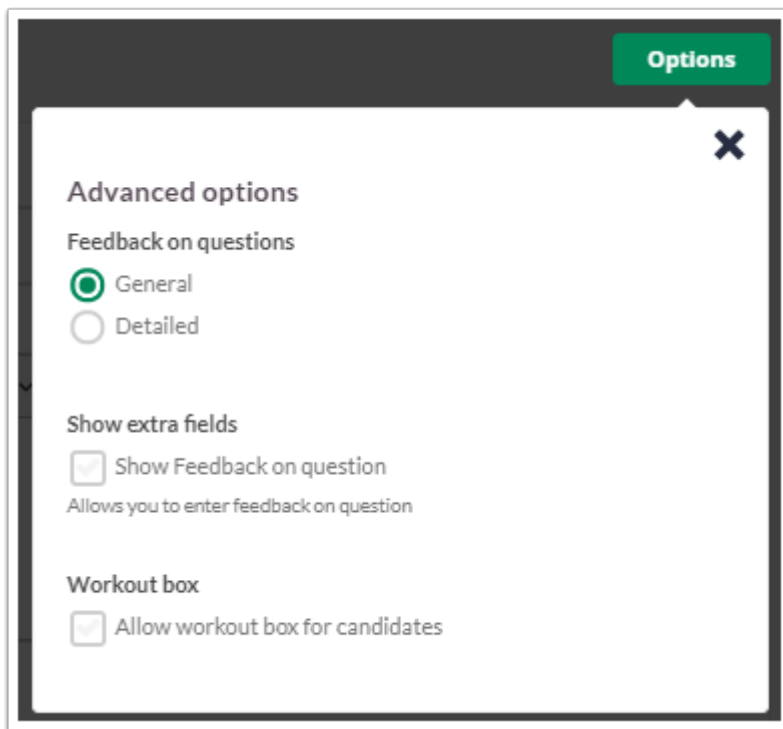 Options
Advanced options
Feedback on questions
General
Detailed
Show extra fields
Show Feedback on question
Allows you to enter feedback on question
Workout box
Allow workout box for candidates